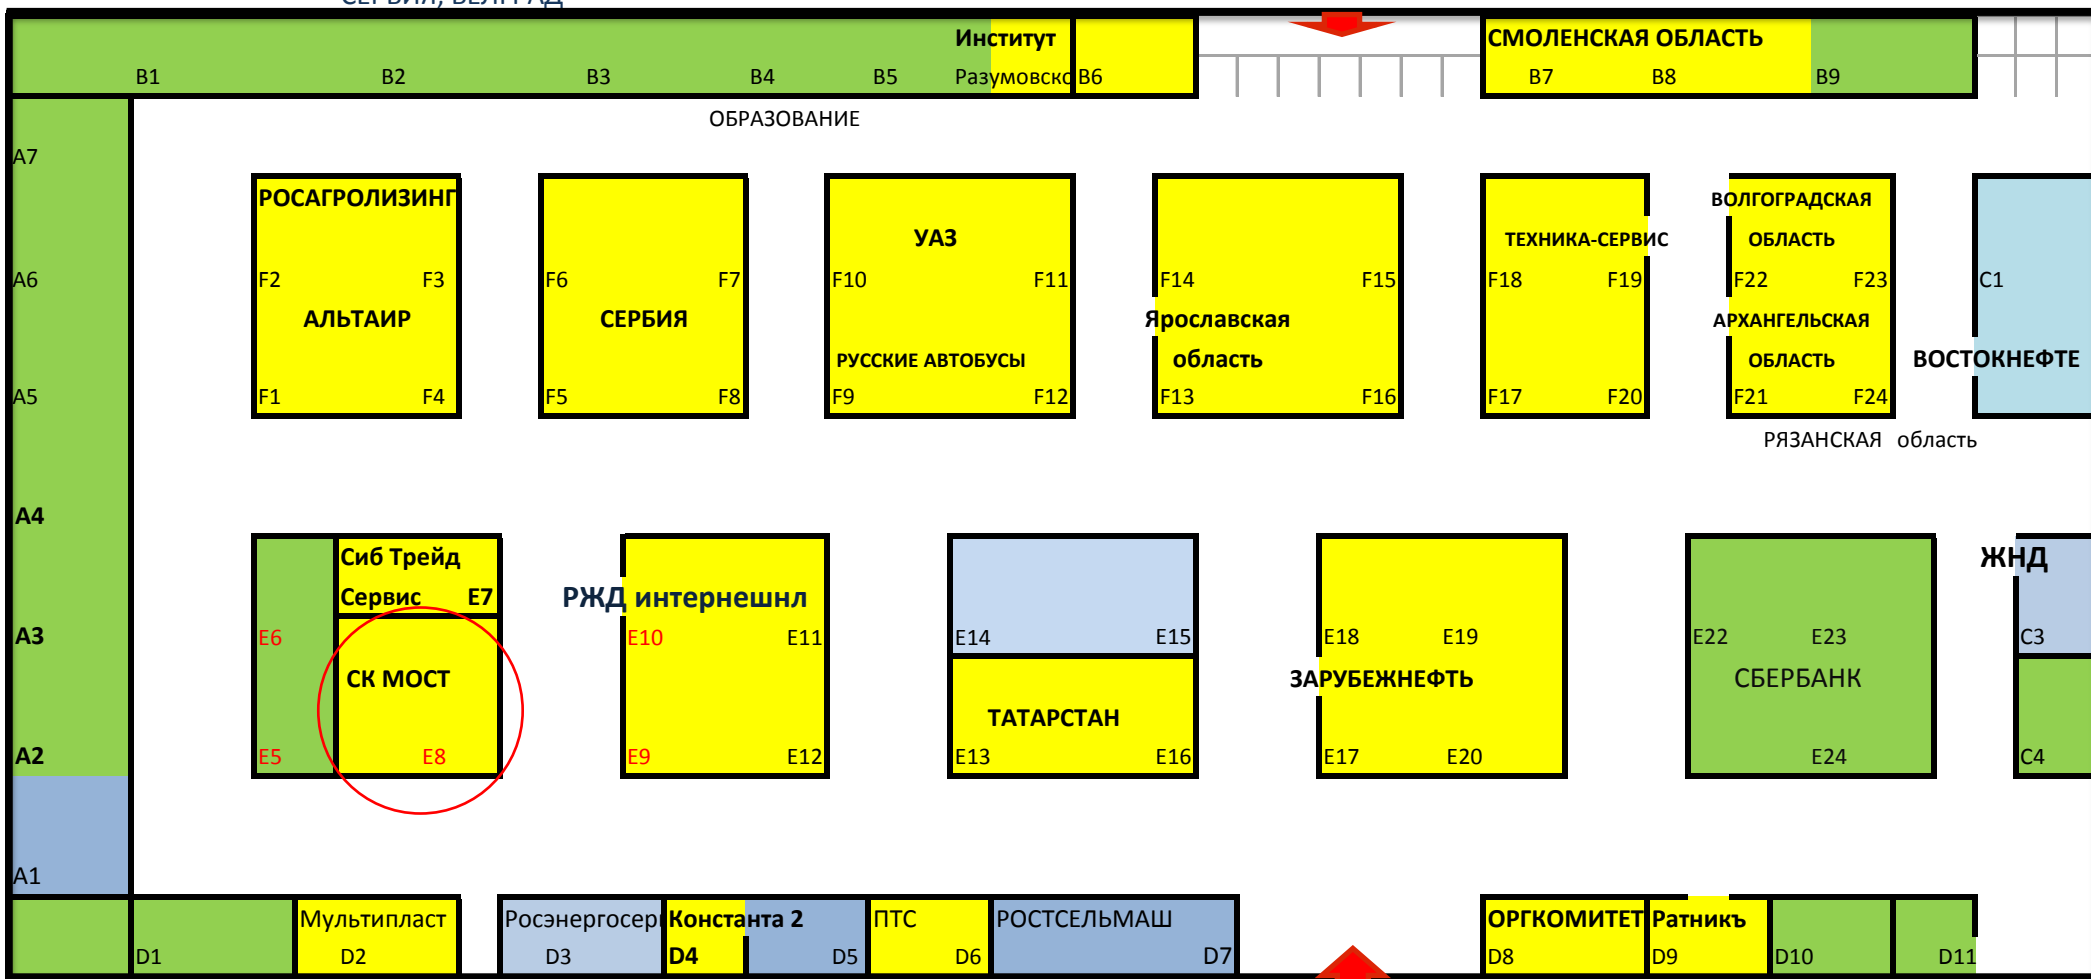 СЕРБИЯ, БЕЛГРАД
Институт
СМОЛЕНСКАЯ ОБЛАСТЬ
B1 B2 B3 B4 B5 Разумовско B6 B7 B8 B9
ОБРАЗОВАНИЕ
A7
РОСАГРОЛИЗИНГ
ВОЛГОГРАДСКАЯ
УАЗ
ТЕХНИКА-СЕРВИС
ОБЛАСТЬ
A6 F2 F3 F6 F7 F10 F11 F14 F15 F18 F19 F22 F23 C1
АЛЬТАИР
СЕРБИЯ
Ярославская
АРХАНГЕЛЬСКАЯ
РУССКИЕ АВТОБУСЫ
область
ОБЛАСТЬ
ВОСТОКНЕФТЕ
A5 F1 F4 F5 F8 F9 F12 F13 F16 F17 F20 F21 F24
РЯЗАНСКАЯ область
A4
Сиб Трейд
ЖНД
Сервис E7
РЖД интернешнл
A3 E6 E10 E11 E14 E15 E18 E19 E22 E23 C3
СК МОСТ
ЗАРУБЕЖНЕФТЬ
СБЕРБАНК
ТАТАРСТАН
A2 E5 E8 E9 E12 E13 E16 E17 E20 E24 C4
A1
Мультипласт
Росэнергосер
Константа 2
ПТС
РОСТСЕЛЬМАШ
ОРГКОМИТЕТ
Ратникъ
D1 D2 D3 D4 D5 D6 D7 D8 D9 D10 D11